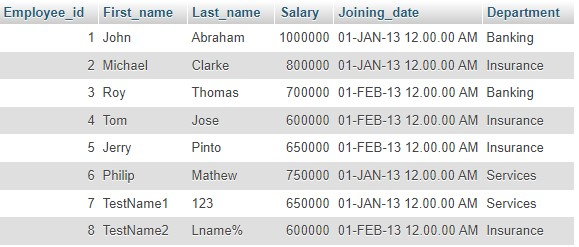 Employee_id First_name Last_name Salary Joining_date Department
1 John Abraham 1000000 01-JAN-13 12.00.00 AM Banking
2 Michael Clarke 800000 01-JAN-13 12.00.00 AM Insurance
3 Roy Thomas 700000 01-FEB-13 12.00.00 AM Banking
4 Tom Jose 600000 01-FEB-13 12.00.00 AM Insurance
5 Jerry Pinto 650000 01-FEB-13 12.00.00 AM Insurance
6 Philip Mathew 750000 01-JAN-13 12.00.00 AM Services
7 TestName1 123 650000 01-JAN-13 12.00.00 AM Services
8 TestName2 Lname% 600000 01-FEB-13 12.00.00 AM Insurance